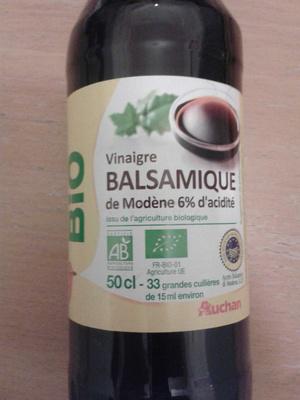 BIO
Vinaigre
BALSAMIQUE
de Modène 6% d'acidité
issu de l'agriculture biologique
AB
FR-BIO-01
Agriculture UE
50 cl - 33 grandes cuillères
de 15 ml environ
Auchan